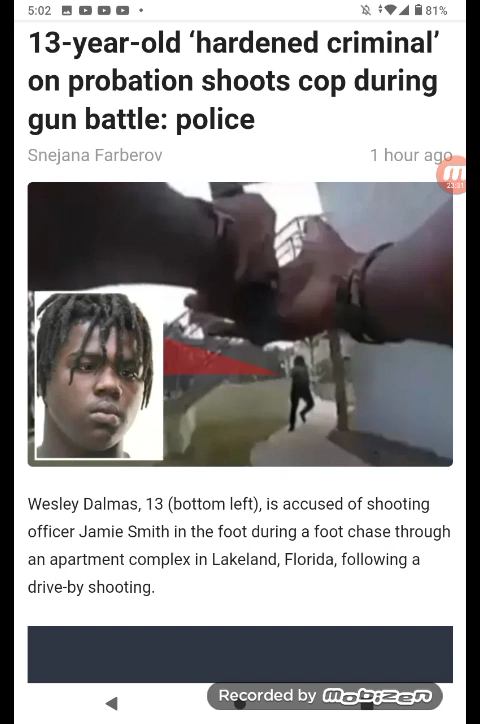 5:02
81%
13-year-old ‘hardened criminal’
on probation shoots cop during
gun battle: police
Snejana Farberov 1 hour ago
23:31
Wesley Dalmas, 13 (bottom left), is accused of shooting
officer Jamie Smith in the foot during a foot chase through
an apartment complex in Lakeland, Florida, following a
drive-by shooting.
Recorded by mobizen